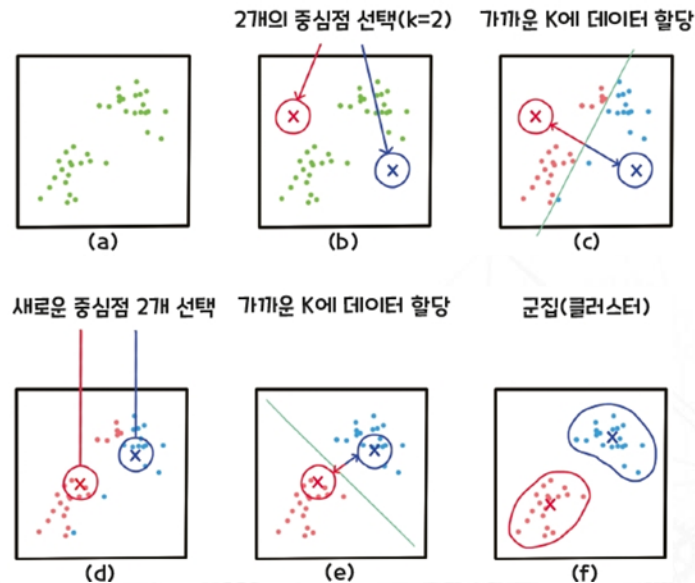 2개의 중심점 선택(k=2)
가까운 K에 데이터 할당
(a)
(b)
(c)
새로운 중심점 2개 선택
가까운 K에 데이터 할당
군집(클러스터)
(d)
(e)
(f)